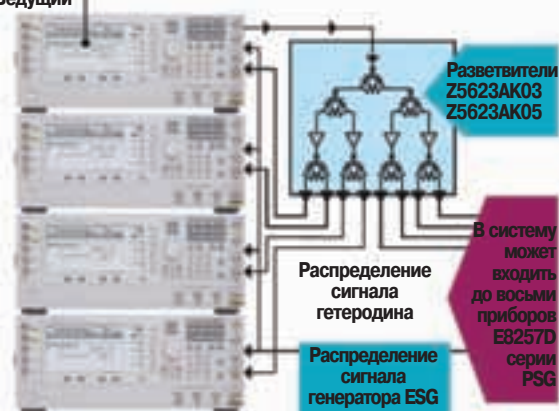 Ведущий
Разветвители
Z5623AK03
Z5623AK05
Распределение
сигнала
гетеродина
В систему
может
входить
до восьми
приборов
E8257D
серии
PSG
Распределение
сигнала
генератора ESG